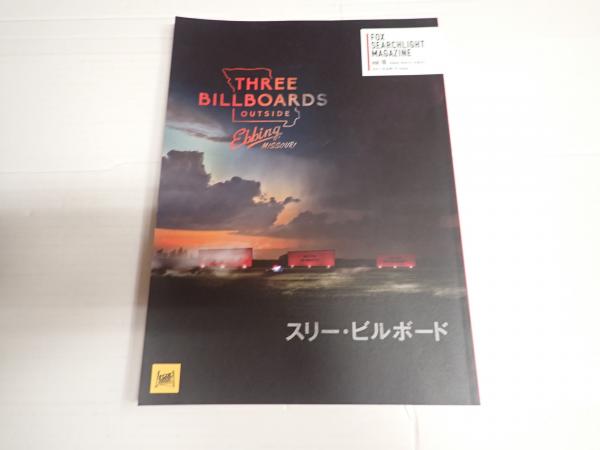 FOX
SEARCHLIGHT
MAGAZINE
THREE
BILLBOARDS
OUTSIDE
Ebbing
MISSOURI
スリー・ビルボード